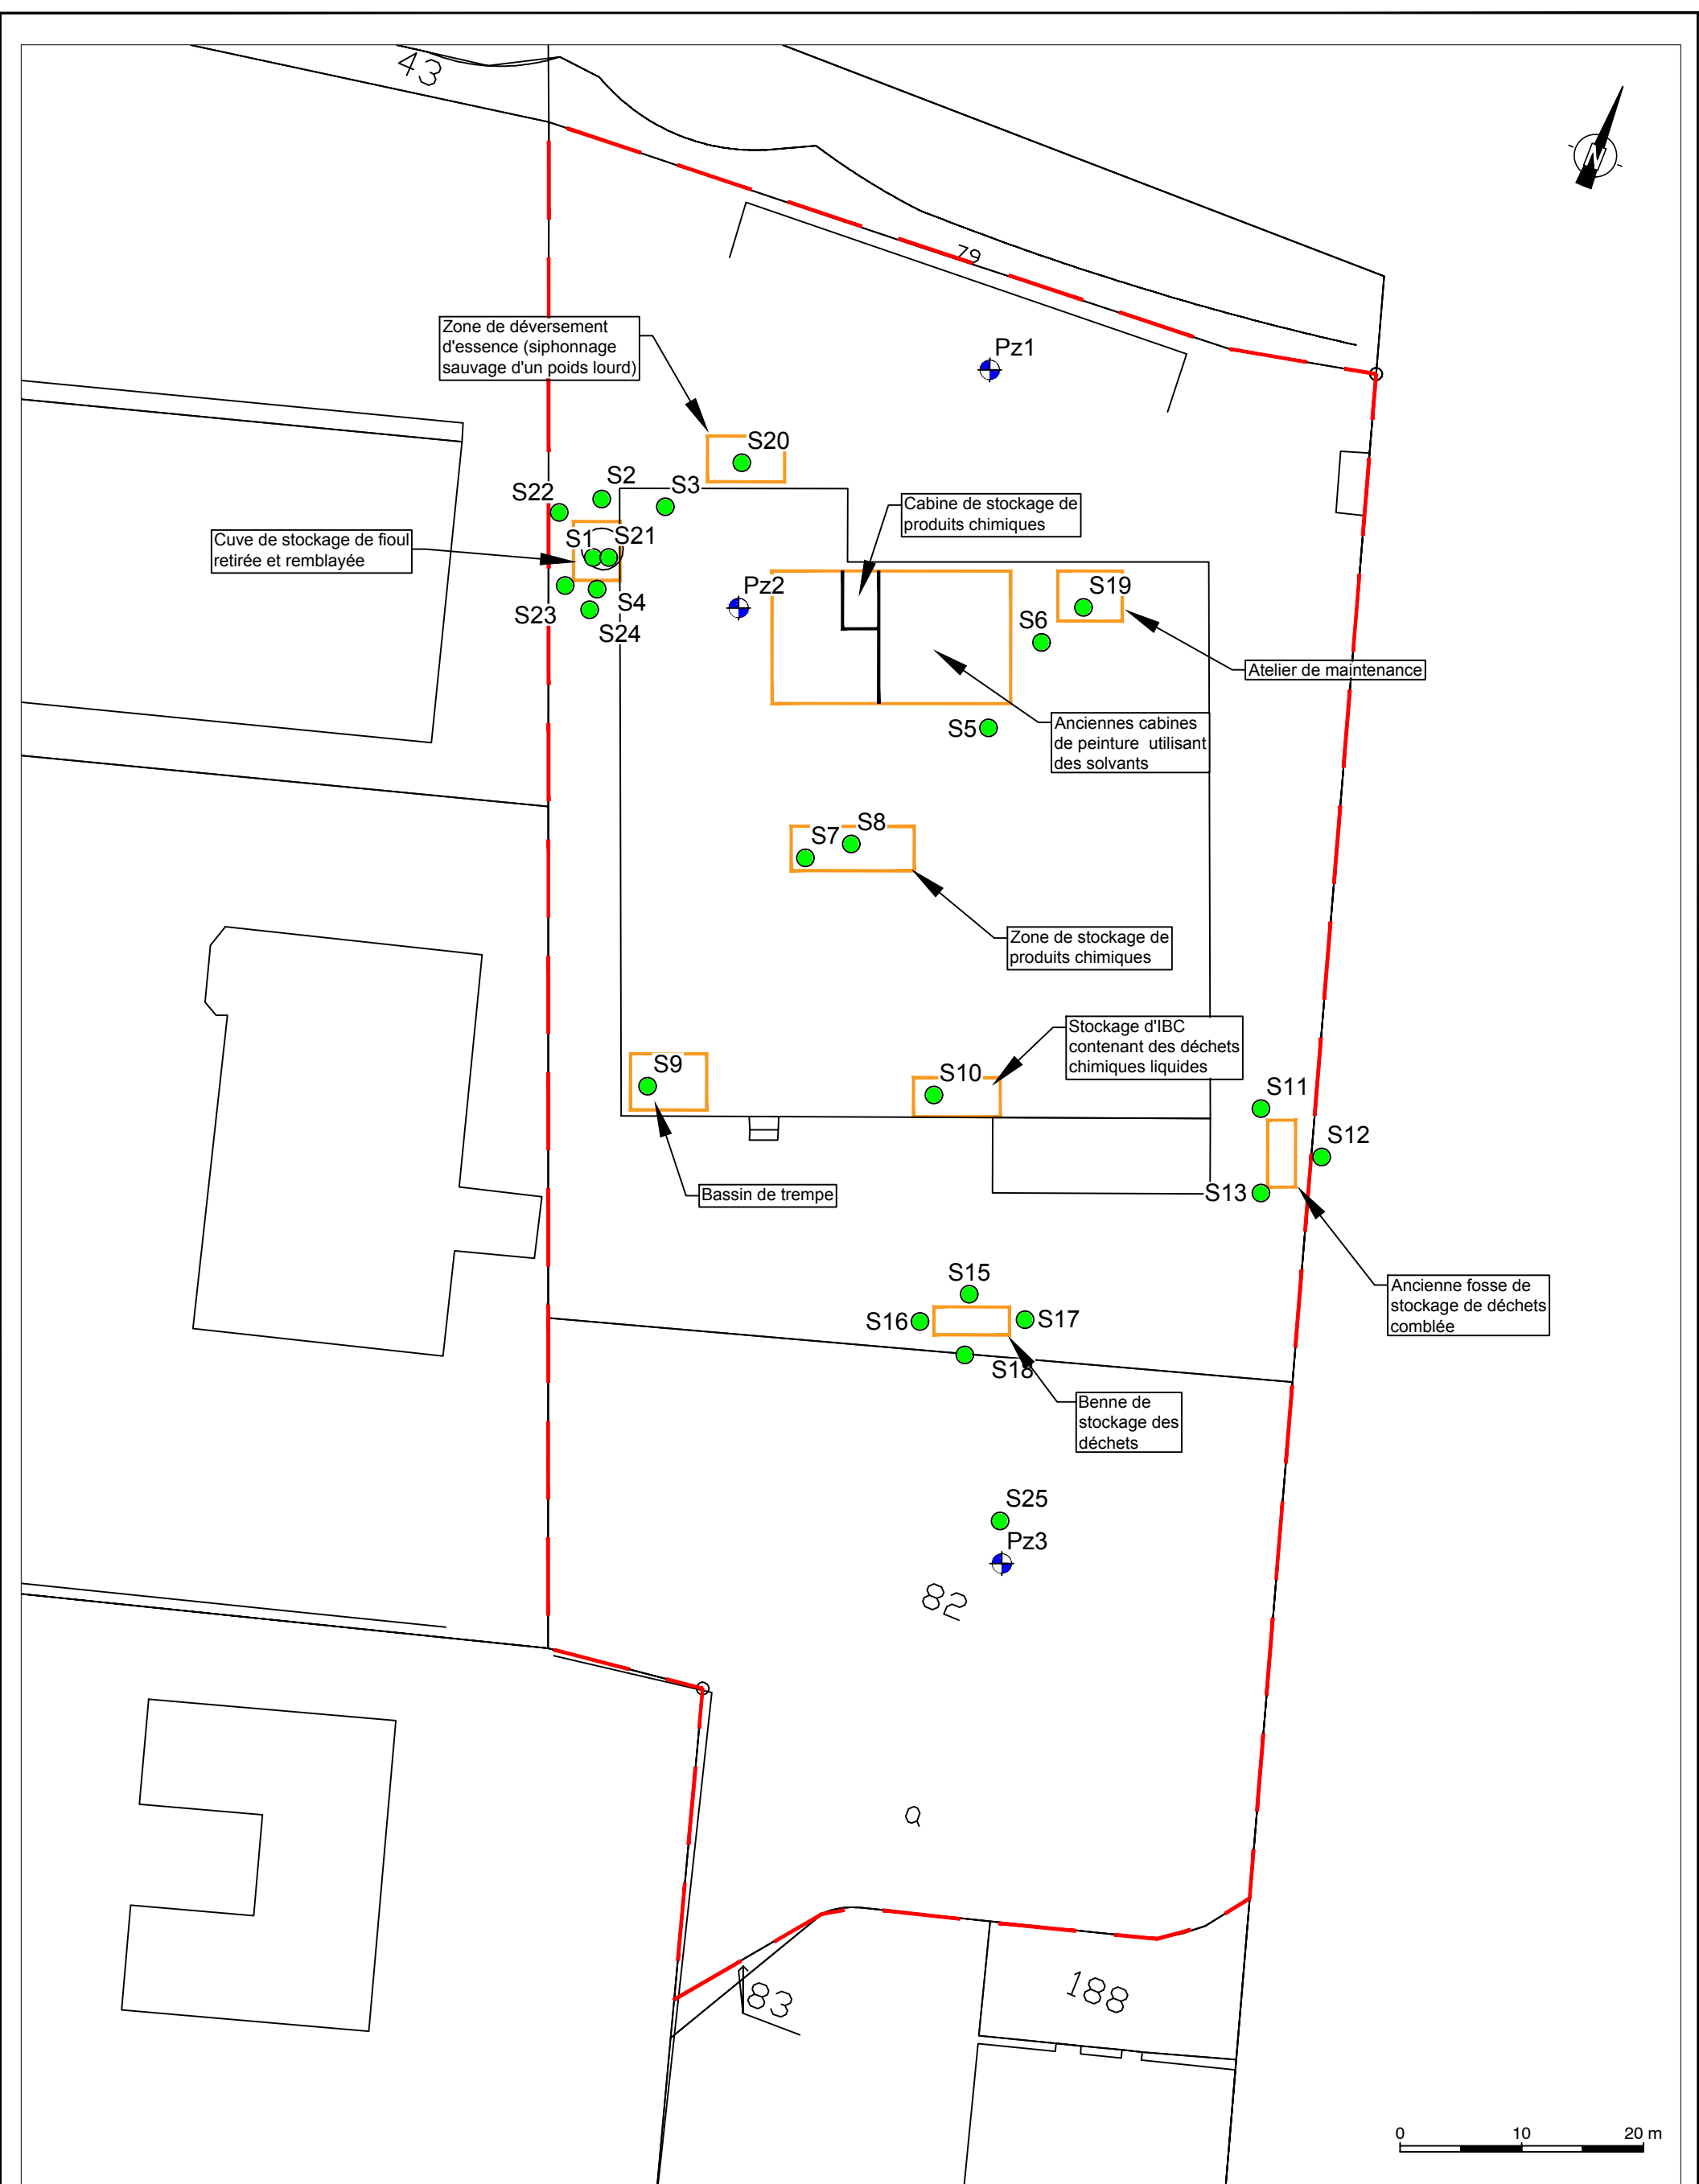 43
N
79
Zone de déversement
d'essence (siphonnage
sauvage d'un poids lourd)
Pz1
S20
S2
S3
S22
Cabine de stockage de
produits chimiques
Cuve de stockage de fioul
retirée et remblayée
S1
S21
Pz2
S19
S4
S23
S24
S6
Atelier de maintenance
S5
Anciennes cabines
de peinture utilisant
des solvants
S7
S8
Zone de stockage de
produits chimiques
Stockage d'IBC
contenant des déchets
chimiques liquides
S9
S10
S11
S12
S13
Bassin de trempe
S15
S16
S17
S18
Ancienne fosse de
stockage de déchets
comblée
Benne de
stockage des
déchets
S25
Pz3
82
83
188
0 10 20 m